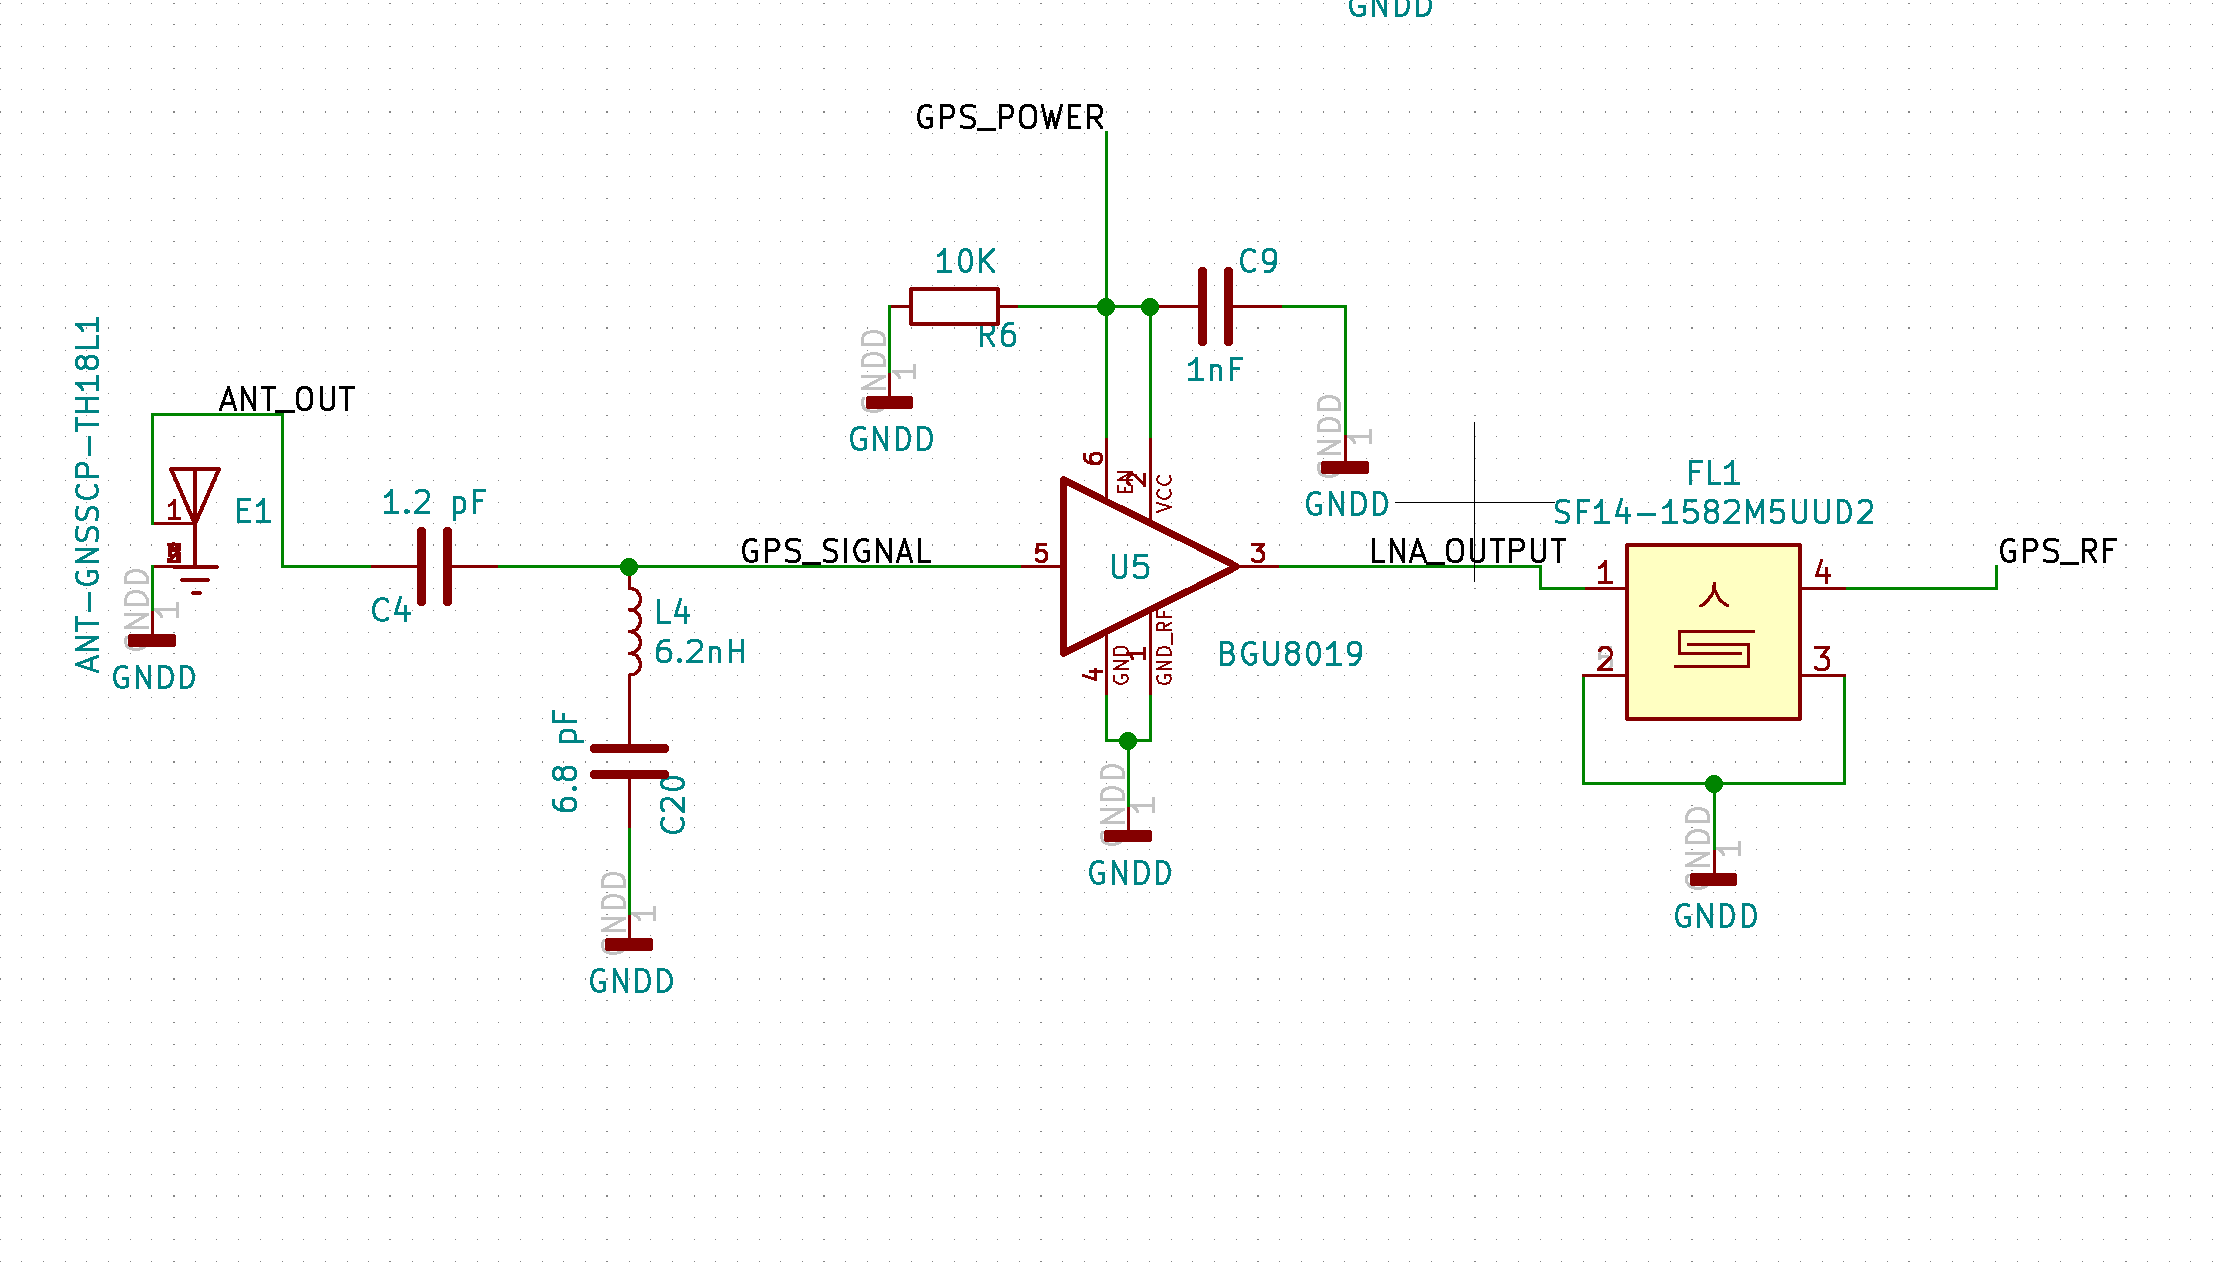 GNDD
GPS_POWER
10K
C9
R6
1nF
GNDD
1
GNDD
GNDD
1
GNDD
ANT-GNSSCP-TH18L1
ANT_OUT
1
E1
GNDD
1
GNDD
1.2 pF
C4
GPS_SIGNAL
L4
6.2nH
6.8 pF
C20
GNDD
1
GNDD
6
EN
2
VCC
5
U5
3
4
GND
1
GND_RF
BGU8019
GNDD
1
GNDD
LNA_OUTPUT
FL1
SF14-1582M5UUD2
1
4
2
3
GPS_RF
GNDD
1
GNDD